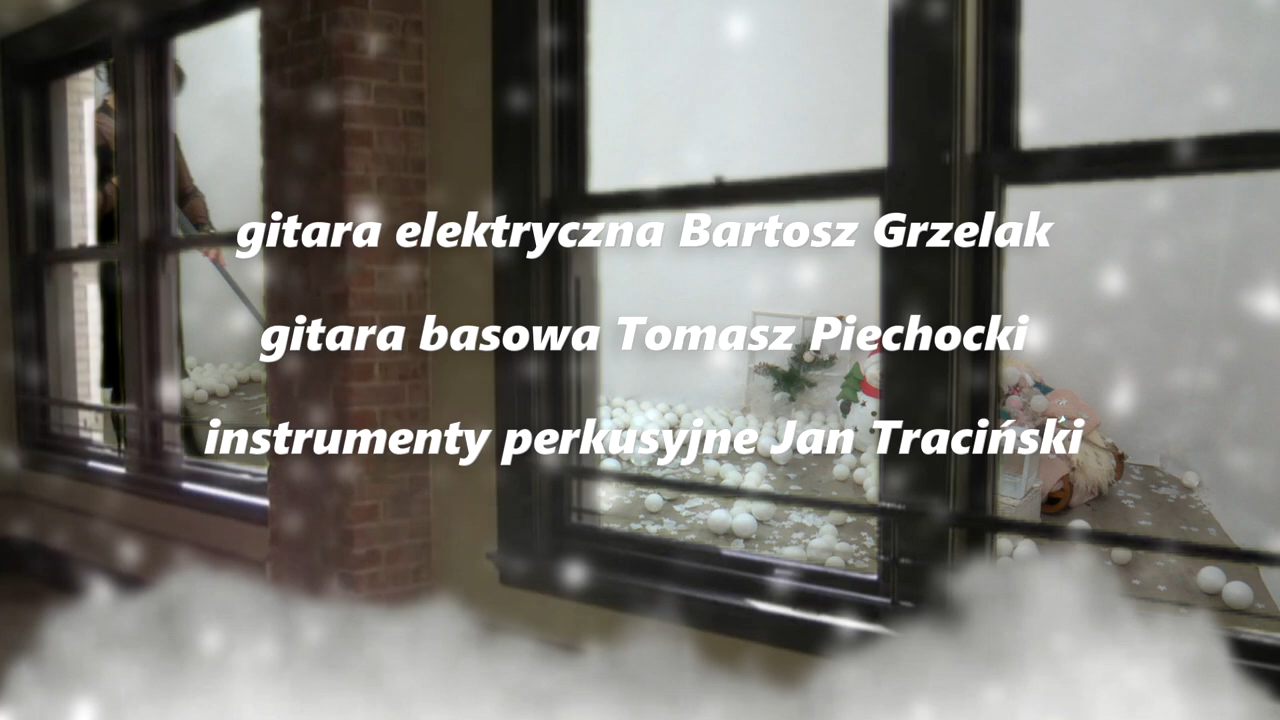 gitara elektryczna Bartosz Grzelak
gitara basowa Tomasz Piechocki
instrumenty perkusyjne Jan Traciński